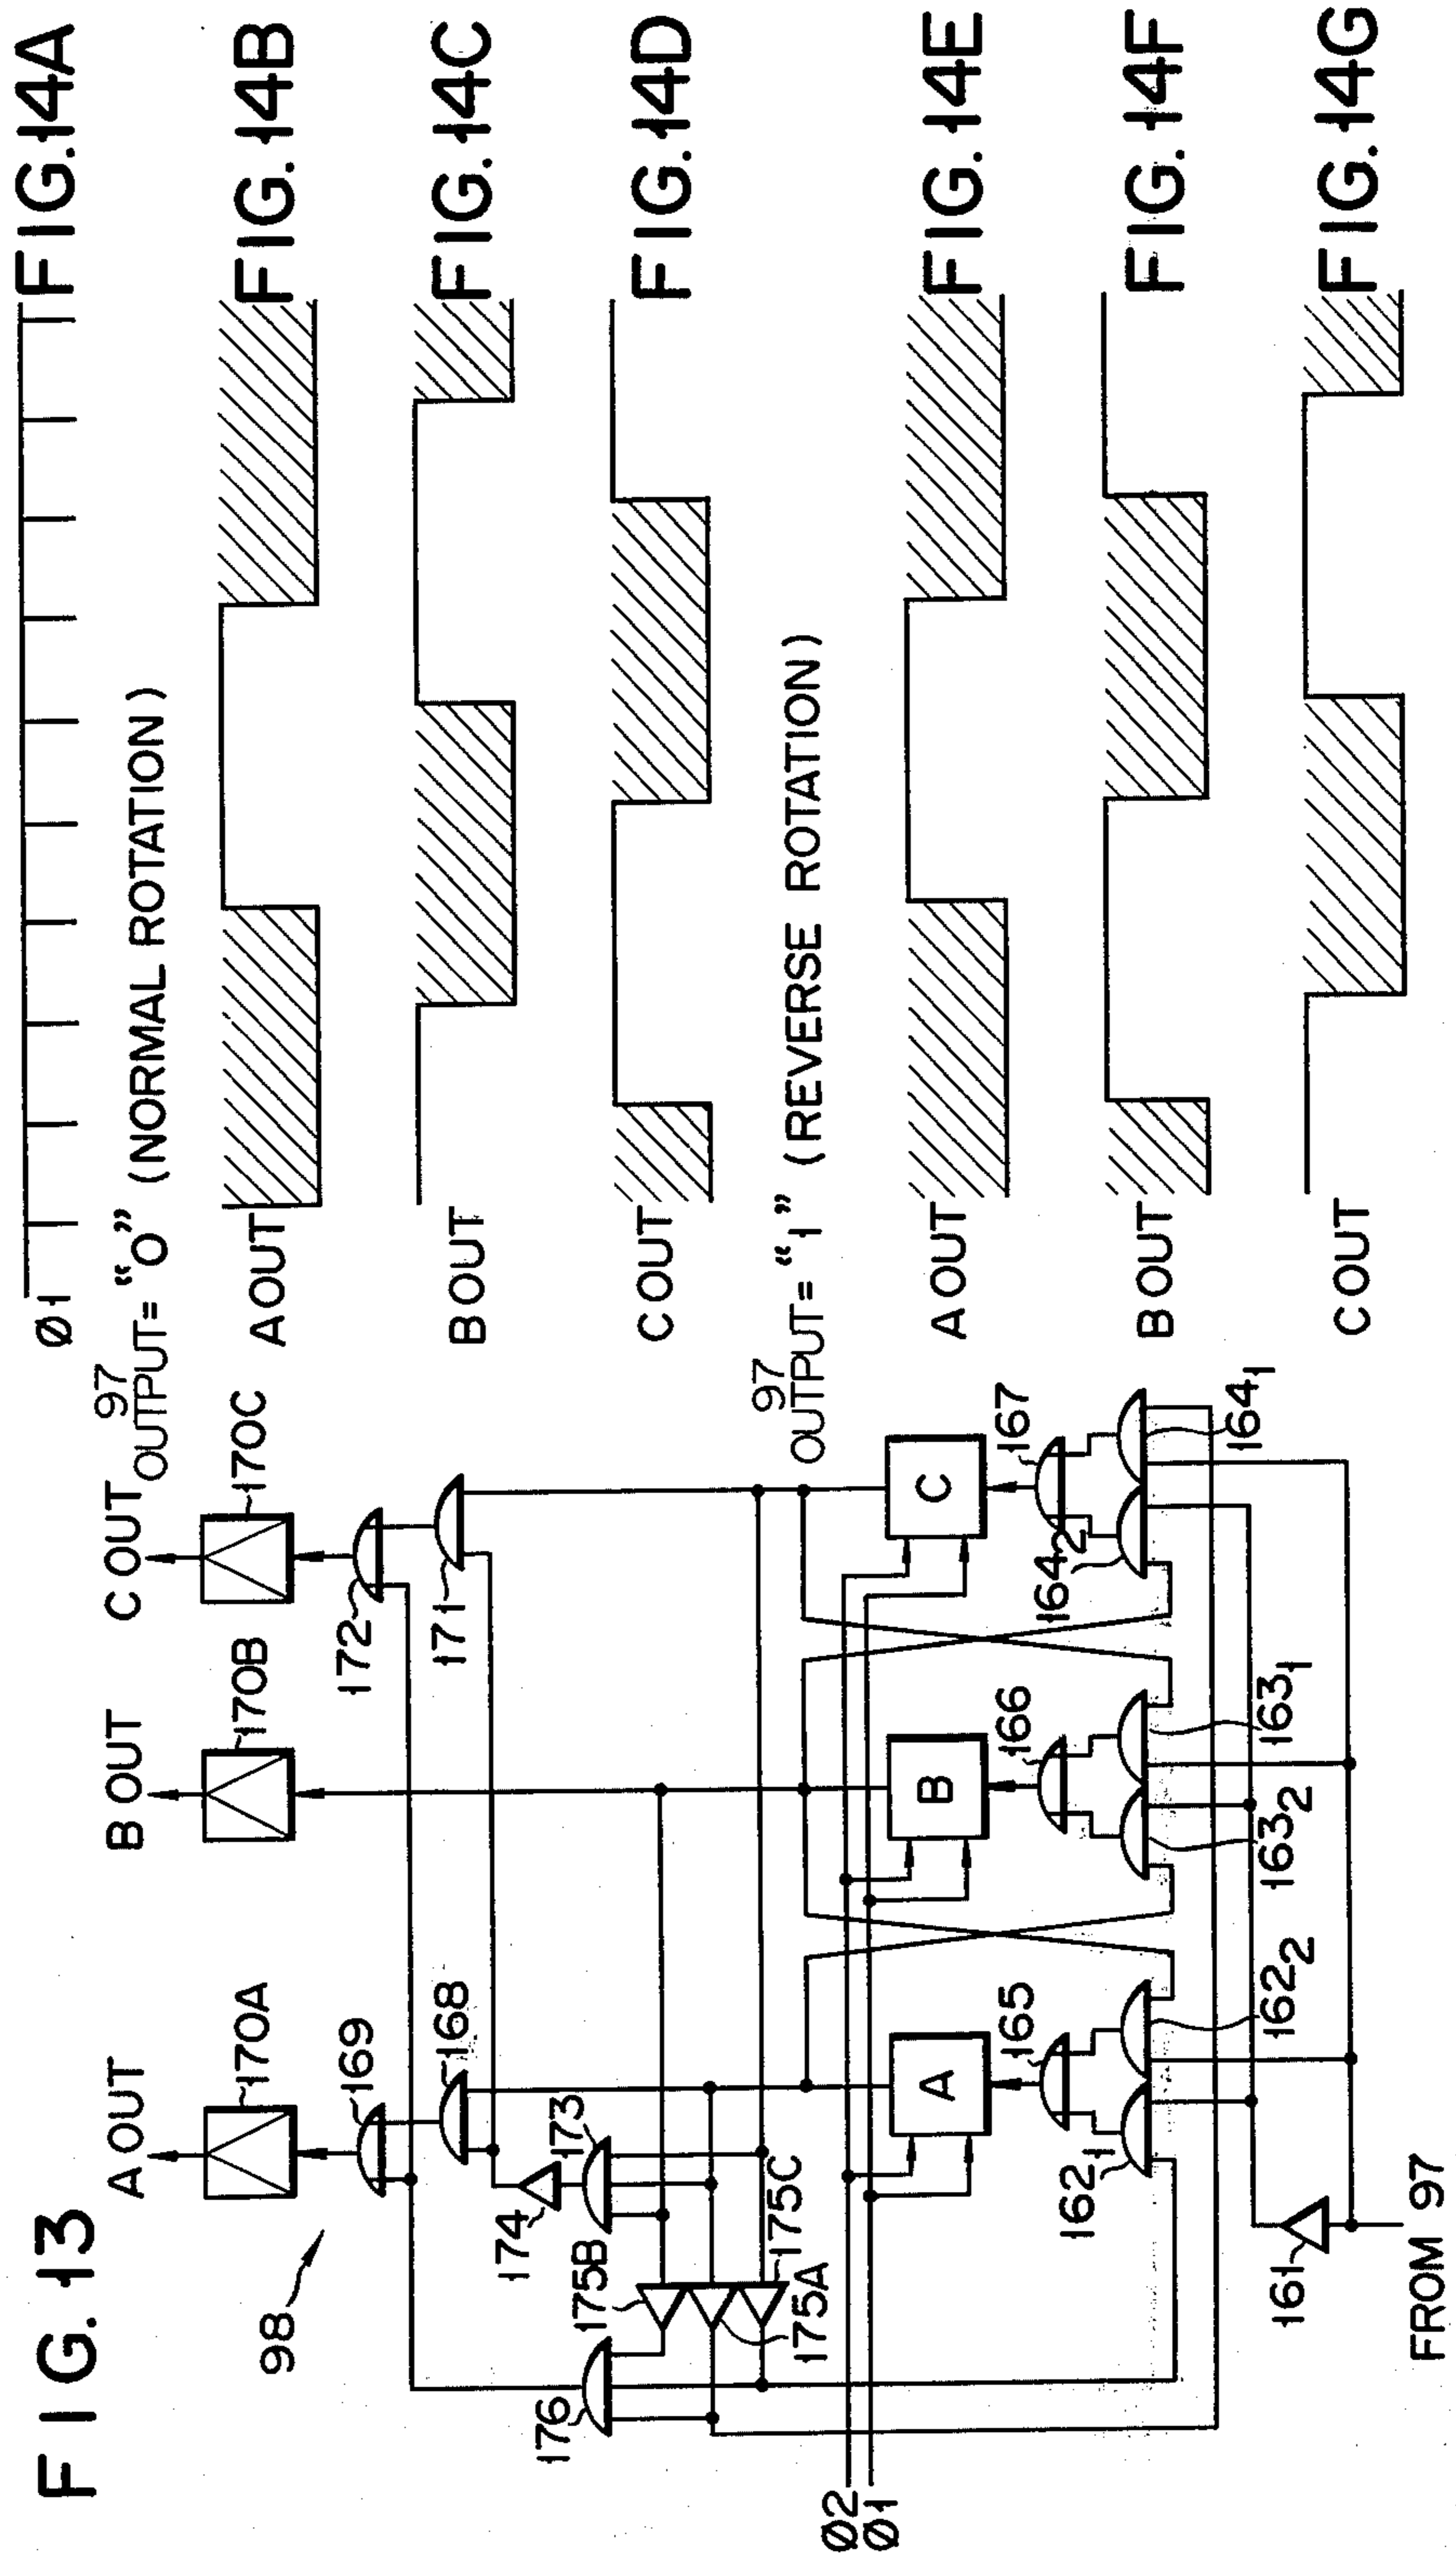 FIG. 13
98
A OUT
B OUT
C OUT
170A
170B
170C
169
172
168
171
174
173
175B
175C
175A
176
Ø2
Ø1
A
B
C
165
166
167
162₁
162₂
163₂
163₁
164₂
164₁
161
FROM 97
Ø1
FIG.14A
97
OUTPUT= “0” (NORMAL ROTATION)
A OUT
FIG. 14B
B OUT
FIG. 14C
C OUT
FIG. 14D
97
OUTPUT= “1” (REVERSE ROTATION)
A OUT
FIG. 14E
B OUT
FIG. 14F
C OUT
FIG. 14G